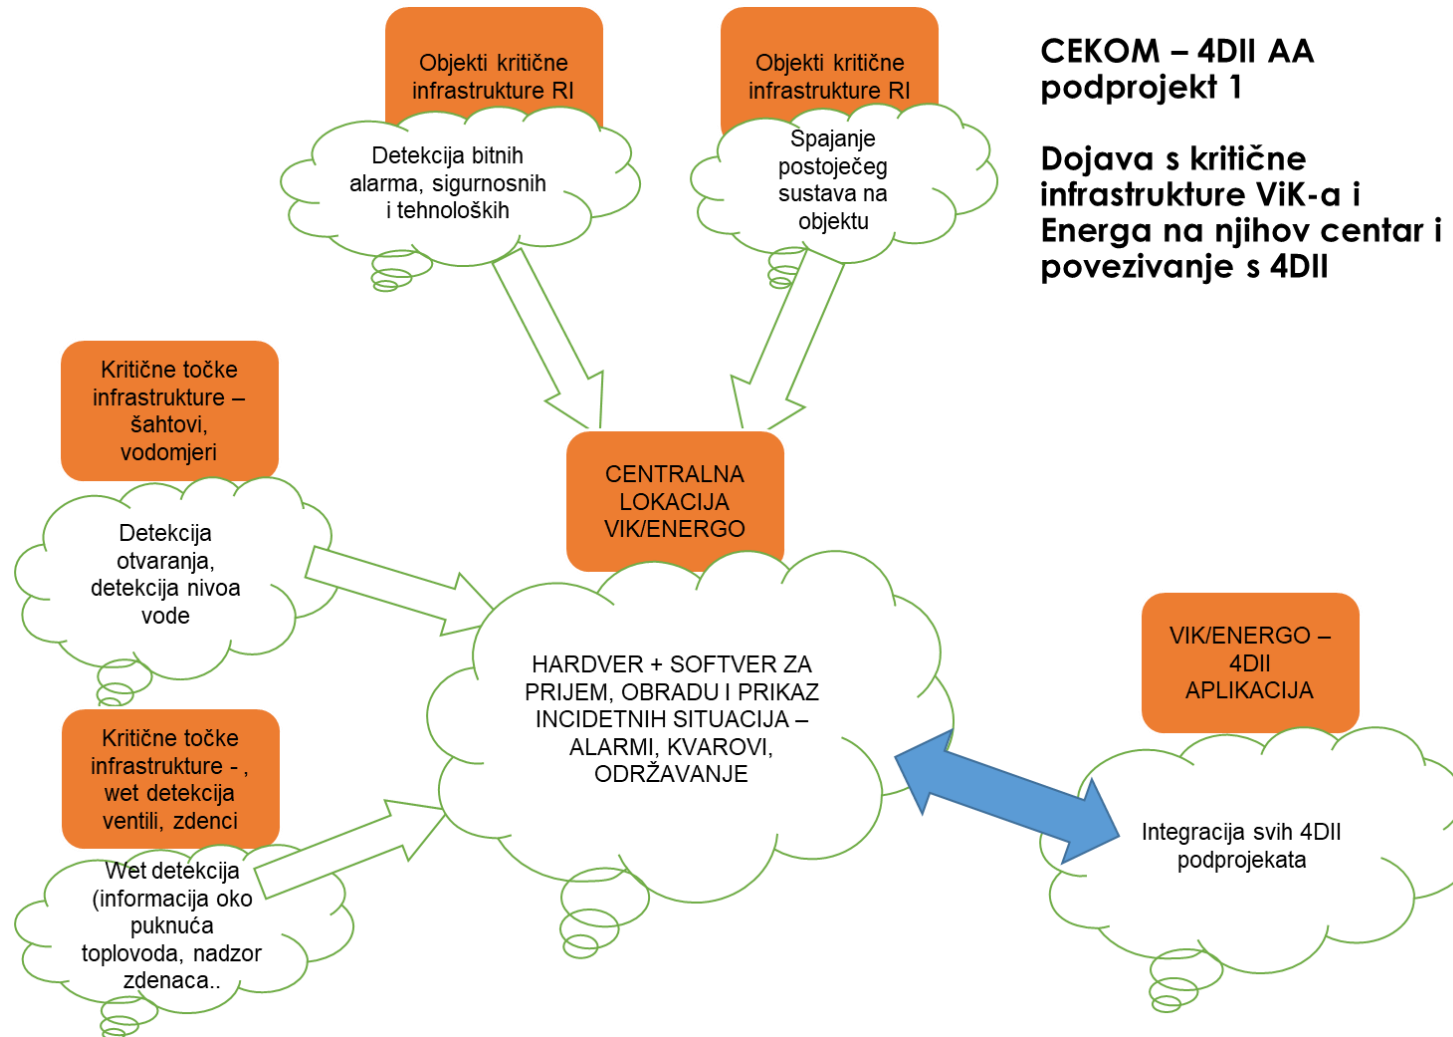 Objekti kritične
infrastrukture RI
Detekcija bitnih
alarma, sigurnosnih
i tehnoloških
Objekti kritične
infrastrukture RI
Spajanje
postoječeg
sustava na
objektu
CEKOM – 4DII AA
podprojekt 1
Dojava s kritične
infrastrukture ViK-a i
Energa na njihov centar i
povezivanje s 4DII
Kritične točke
infrastrukture –
šahtovi,
vodomjeri
Detekcija
otvaranja,
detekcija nivoa
vode
CENTRALNA
LOKACIJA
VIK/ENERGO
HARDVER + SOFTVER ZA
PRIJEM, OBRADU I PRIKAZ
INCIDETNIH SITUACIJA –
ALARMI, KVAROVI,
ODRŽAVANJE
VIK/ENERGO –
4DII
APLIKACIJA
Integracija svih 4DII
podprojekata
Kritične točke
infrastrukture - ,
wet detekcija
ventili, zdenci
Wet detekcija
(informacija oko
puknuća
toplovoda, nadzor
zdenaca..